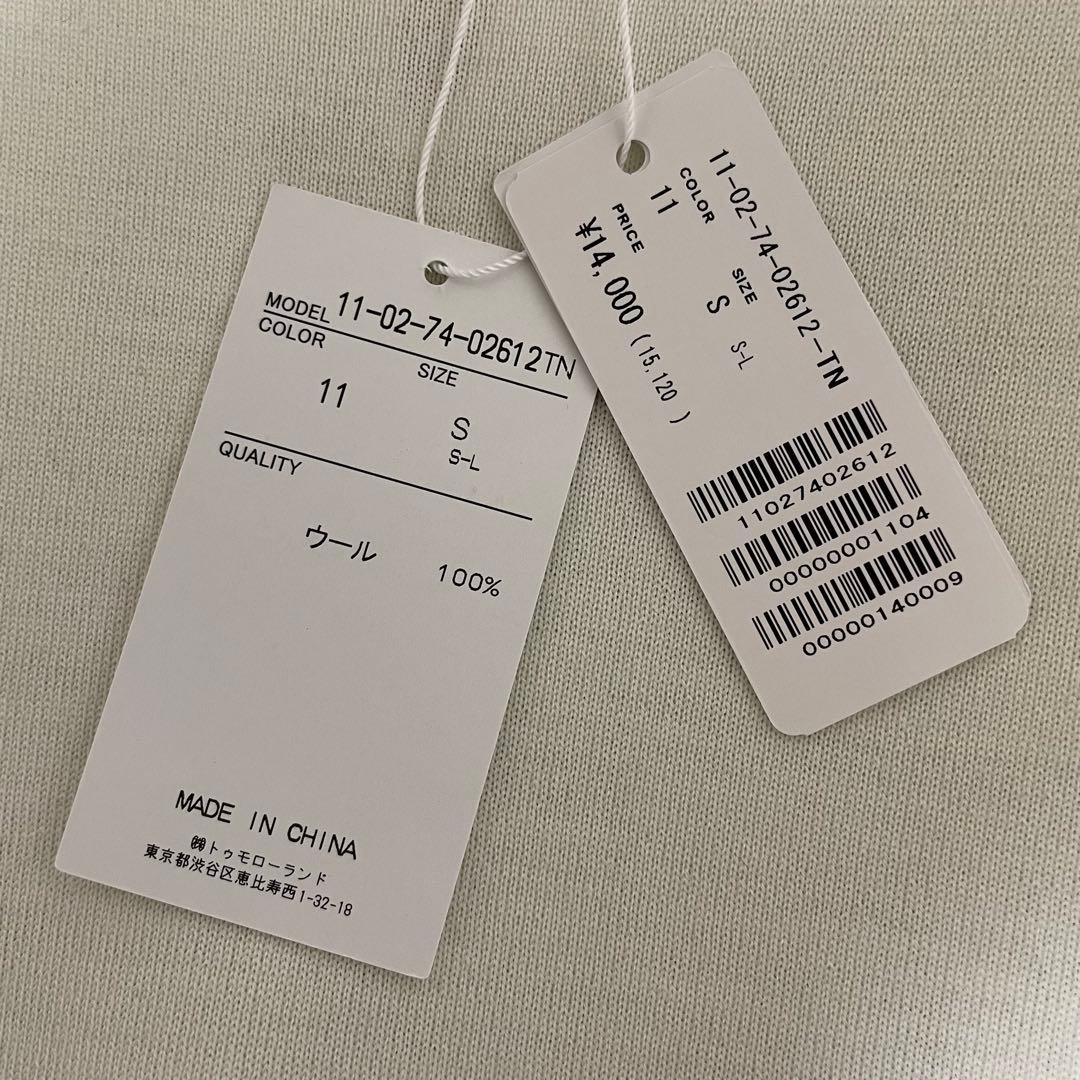 MODEL 11-02-74-02612TN
COLOR SIZE
11 S
S-L
QUALITY
ウール 100%
MADE IN CHINA
㈱トゥモローランド
東京都渋谷区恵比寿西1-32-18
11-02-74-02612-TN
COLOR SIZE
11 S S-L
PRICE
¥14,000 (15,120 )
11027402612
00000001104
00000140009